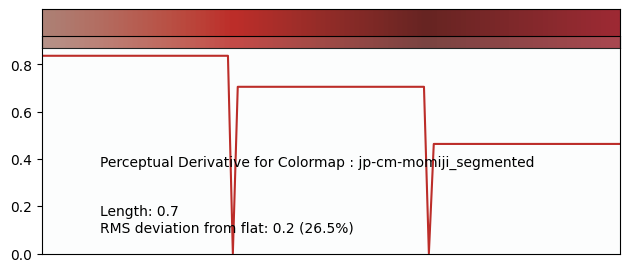 0.8
0.6
0.4
0.2
0.0
Perceptual Derivative for Colormap : jp-cm-momiji_segmented
Length: 0.7
RMS deviation from flat: 0.2 (26.5%)